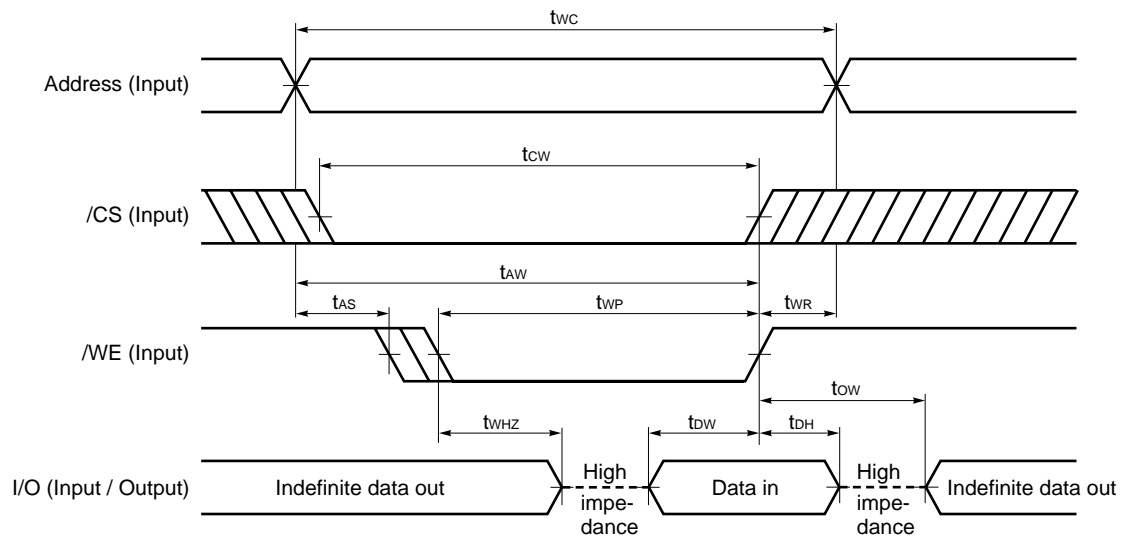 tWC
Address (Input)
tCW
/CS (Input)
tAW
tAS
tWP
tWR
/WE (Input)
tOW
tWHZ
tDW
tDH
I/O (Input / Output)
Indefinite data out
High
impe-
dance
Data in
High
impe-
dance
Indefinite data out